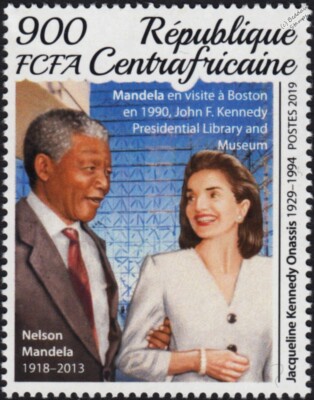 900 République
FCFA Centrafricaine
Mandela en visite à Boston
en 1990, John F. Kennedy
Presidential Library and
Museum
Jacqueline Kennedy Onassis 1929–1994 POSTES 2019
Nelson
Mandela
1918–2013